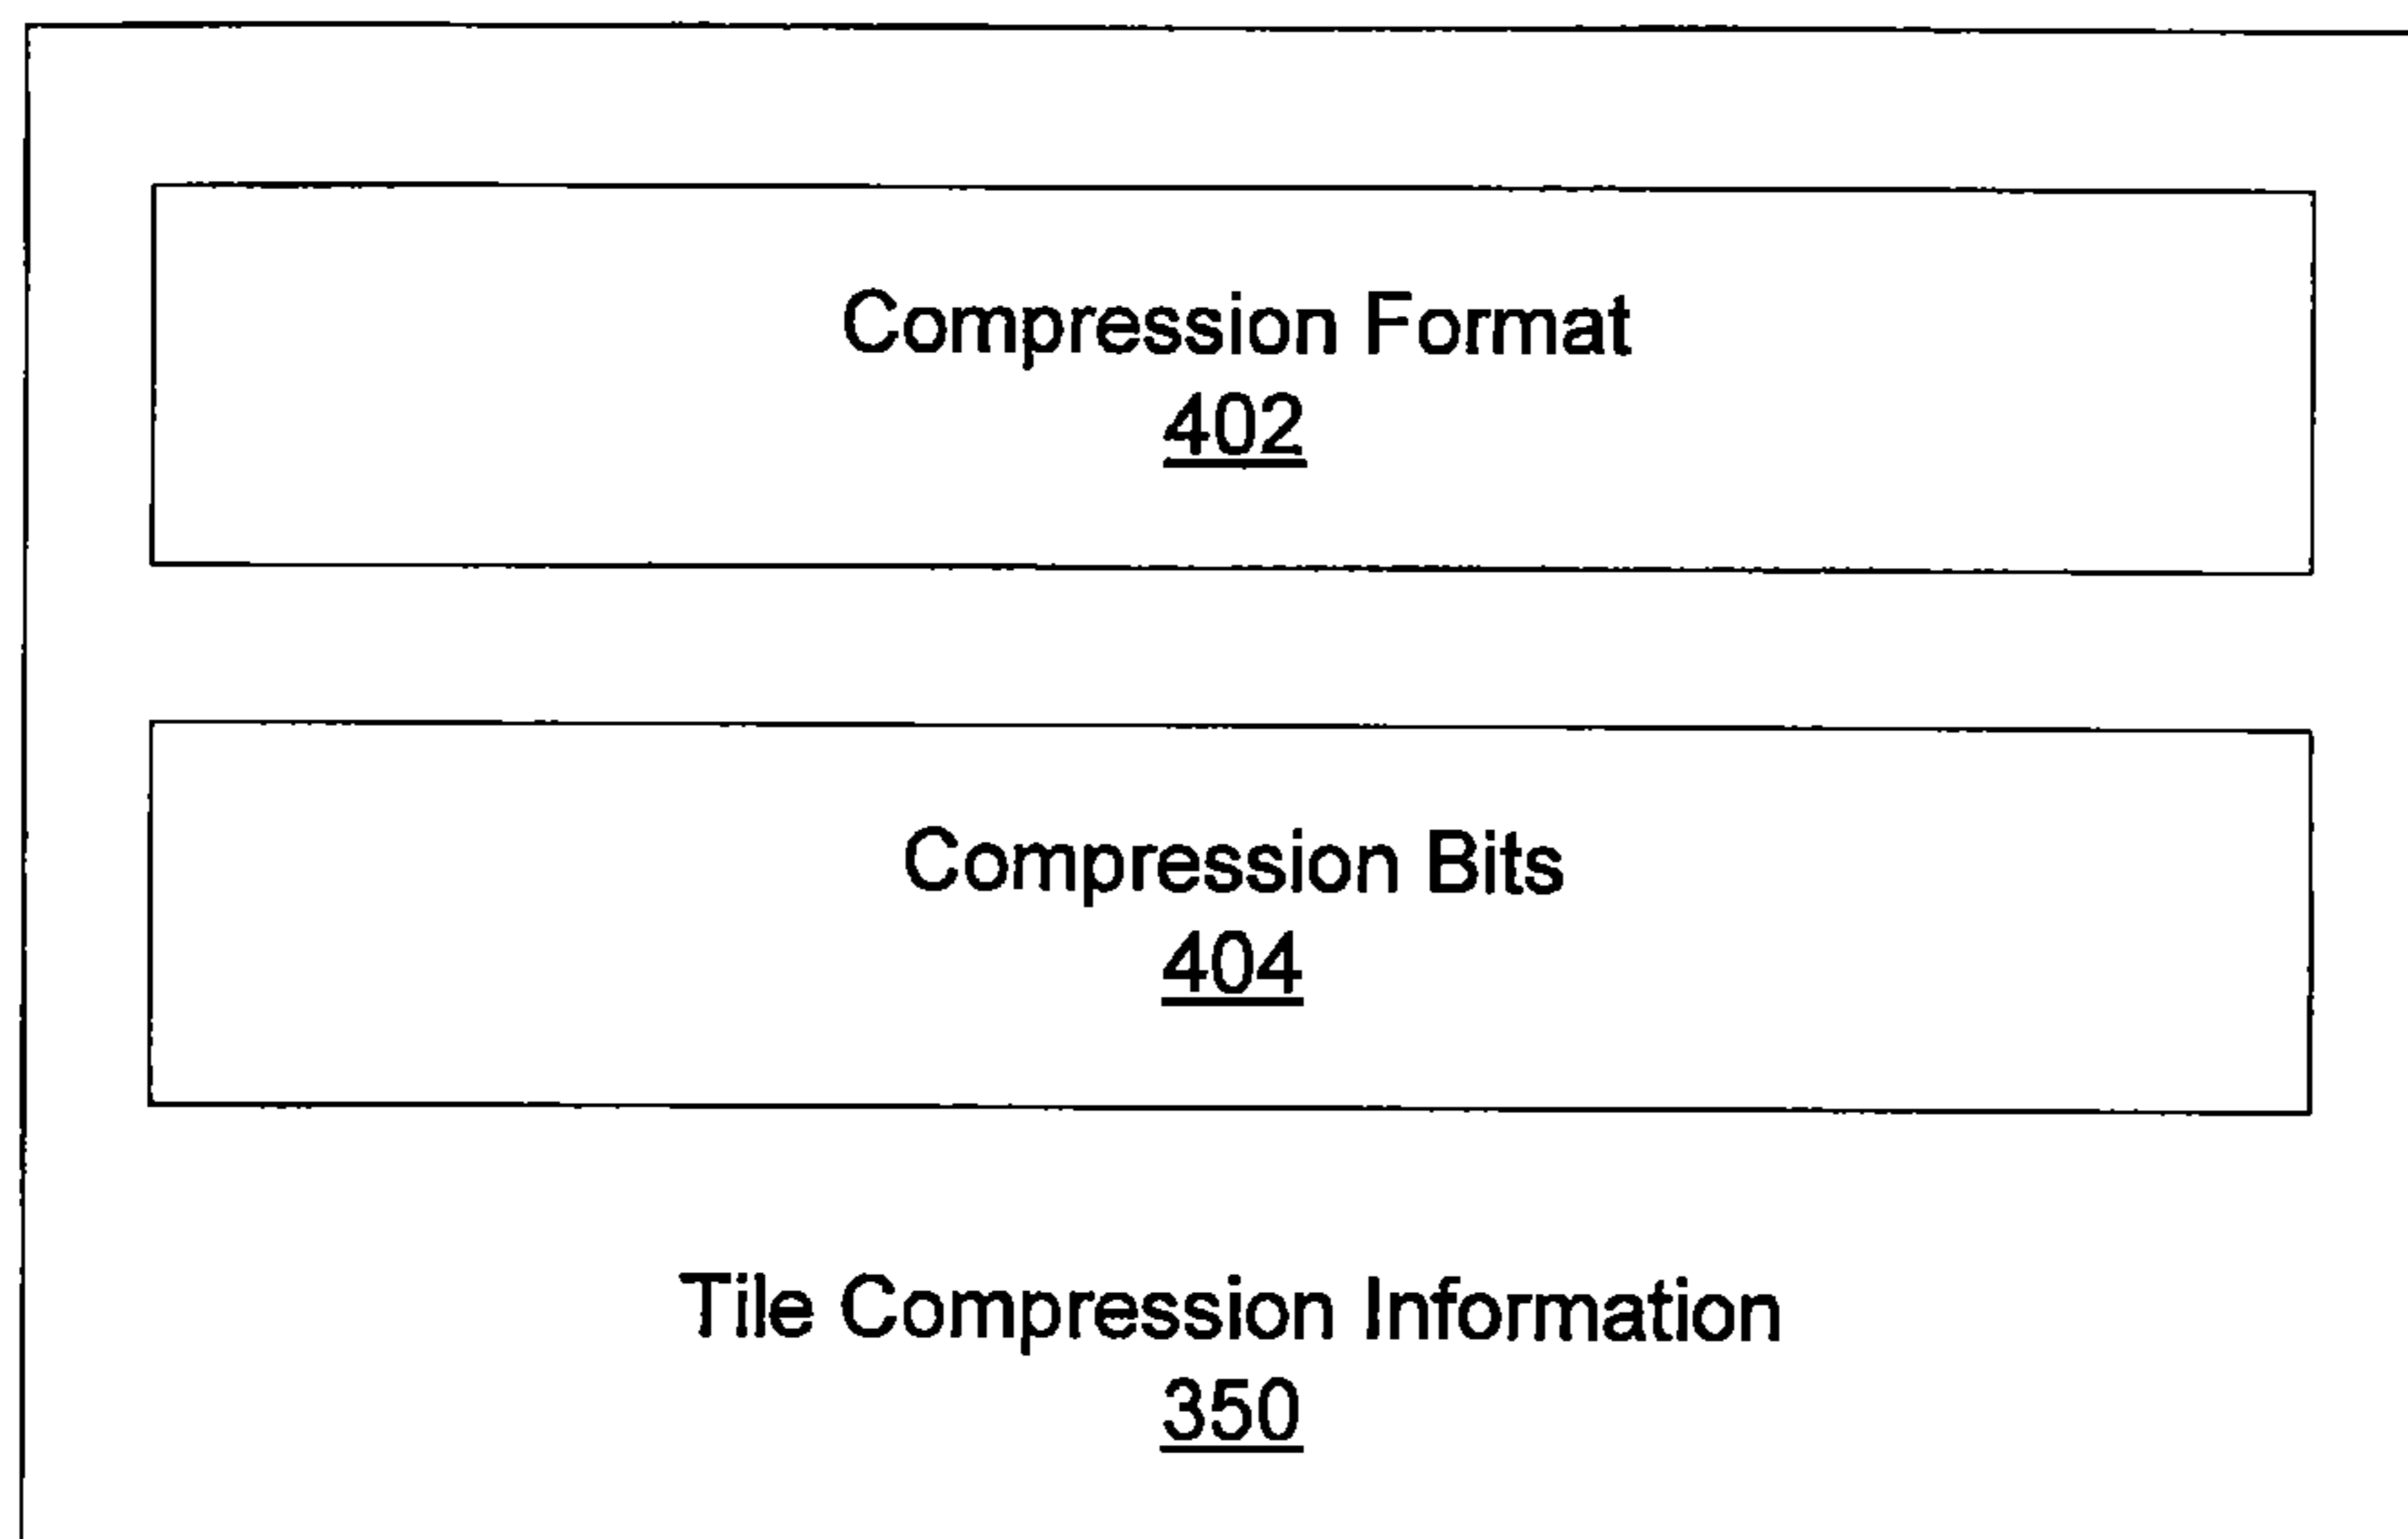 Compression Format
402
Compression Bits
404
Tile Compression Information
350